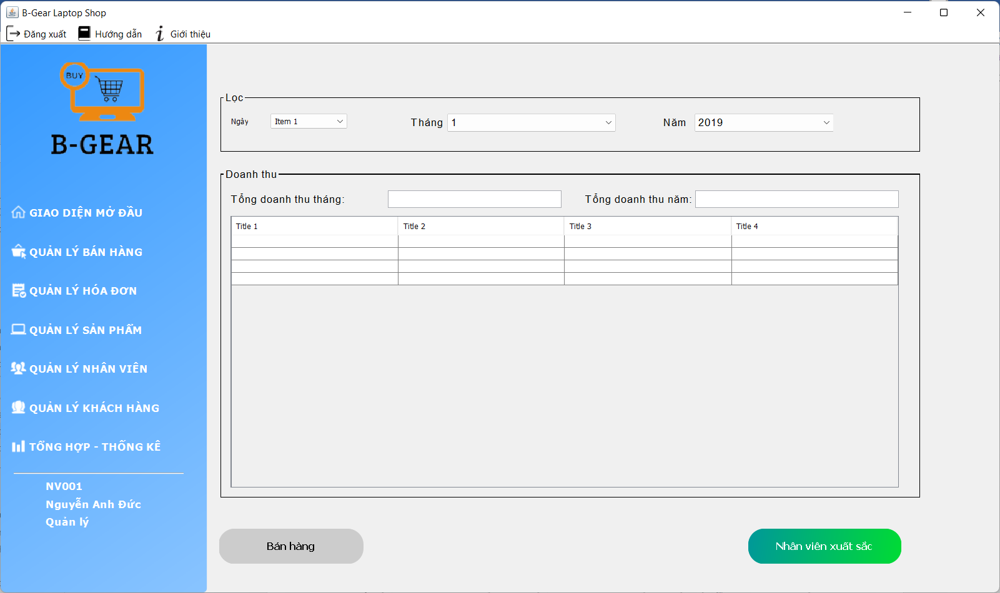 B-Gear Laptop Shop
Đăng xuất Hướng dẫn Giới thiệu
BUY
B-GEAR
GIAO DIỆN MỞ ĐẦU
QUẢN LÝ BÁN HÀNG
QUẢN LÝ HÓA ĐƠN
QUẢN LÝ SẢN PHẨM
QUẢN LÝ NHÂN VIÊN
QUẢN LÝ KHÁCH HÀNG
TỔNG HỢP - THỐNG KÊ
NV001
Nguyễn Anh Đức
Quản lý
Lọc
Ngày Item 1 Tháng 1 Năm 2019
Doanh thu
Tổng doanh thu tháng: Tổng doanh thu năm:
Title 1 Title 2 Title 3 Title 4
Bán hàng Nhân viên xuất sắc